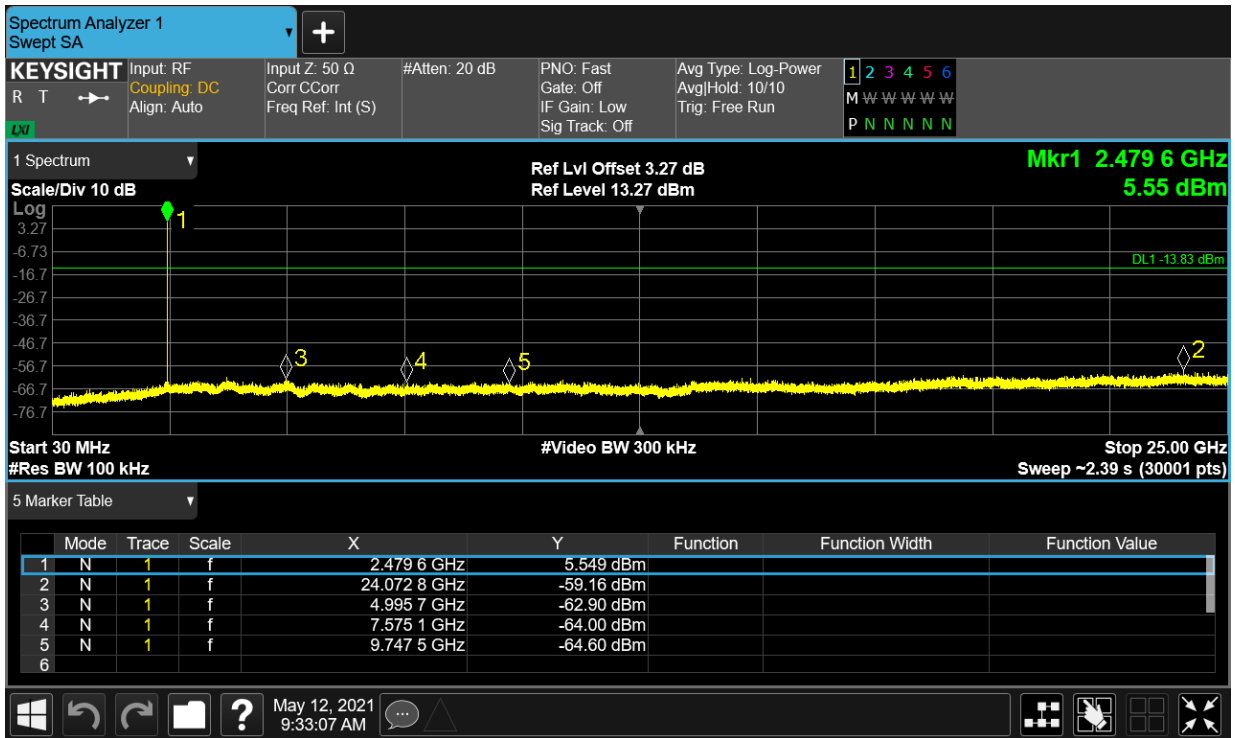 Spectrum Analyzer 1
Swept SA
KEYSIGHT
R T
LXI
Input: RF
Coupling: DC
Align: Auto
Input Z: 50 Ω
Corr CCorr
Freq Ref: Int (S)
#Atten: 20 dB
PNO: Fast
Gate: Off
IF Gain: Low
Sig Track: Off
Avg Type: Log-Power
Avg|Hold: 10/10
Trig: Free Run
1 2 3 4 5 6
M W W W W W
P N N N N N
1 Spectrum
Scale/Div 10 dB
Ref Lvl Offset 3.27 dB
Ref Level 13.27 dBm
Mkr1 2.479 6 GHz
5.55 dBm
Log
3.27
-6.73
-16.7
-26.7
-36.7
-46.7
-56.7
-66.7
-76.7
1
DL1 -13.83 dBm
3
4
5
2
Start 30 MHz
#Video BW 300 kHz
Stop 25.00 GHz
#Res BW 100 kHz
Sweep ~2.39 s (30001 pts)
5 Marker Table
Mode Trace Scale X Y Function Function Width Function Value
1 N 1 f 2.479 6 GHz 5.549 dBm
2 N 1 f 24.072 8 GHz -59.16 dBm
3 N 1 f 4.995 7 GHz -62.90 dBm
4 N 1 f 7.575 1 GHz -64.00 dBm
5 N 1 f 9.747 5 GHz -64.60 dBm
6
?
May 12, 2021
9:33:07 AM